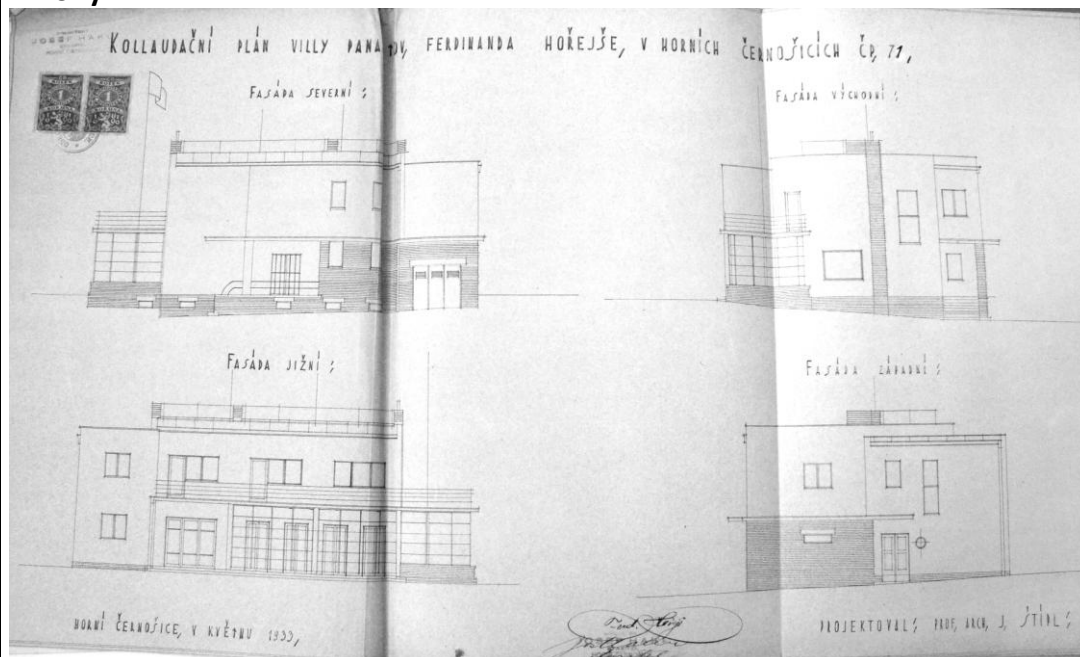 KOLLAUDAČNÍ PLÁN VILLY PANA FERDINANDA HOŘEJŠE, V HORNÍCH ČERNOŠICÍCH ČP, 71,
FASÁDA SEVERNÍ;
FASÁDA VÝCHODNÍ;
FASÁDA JIŽNÍ;
FASÁDA ZÁPADNÍ;
HORNÍ ČERNOŠICE, V KVĚTNU 1933,
PROJEKTOVAL; PROF, ARCH, J, ŠTÍPL;